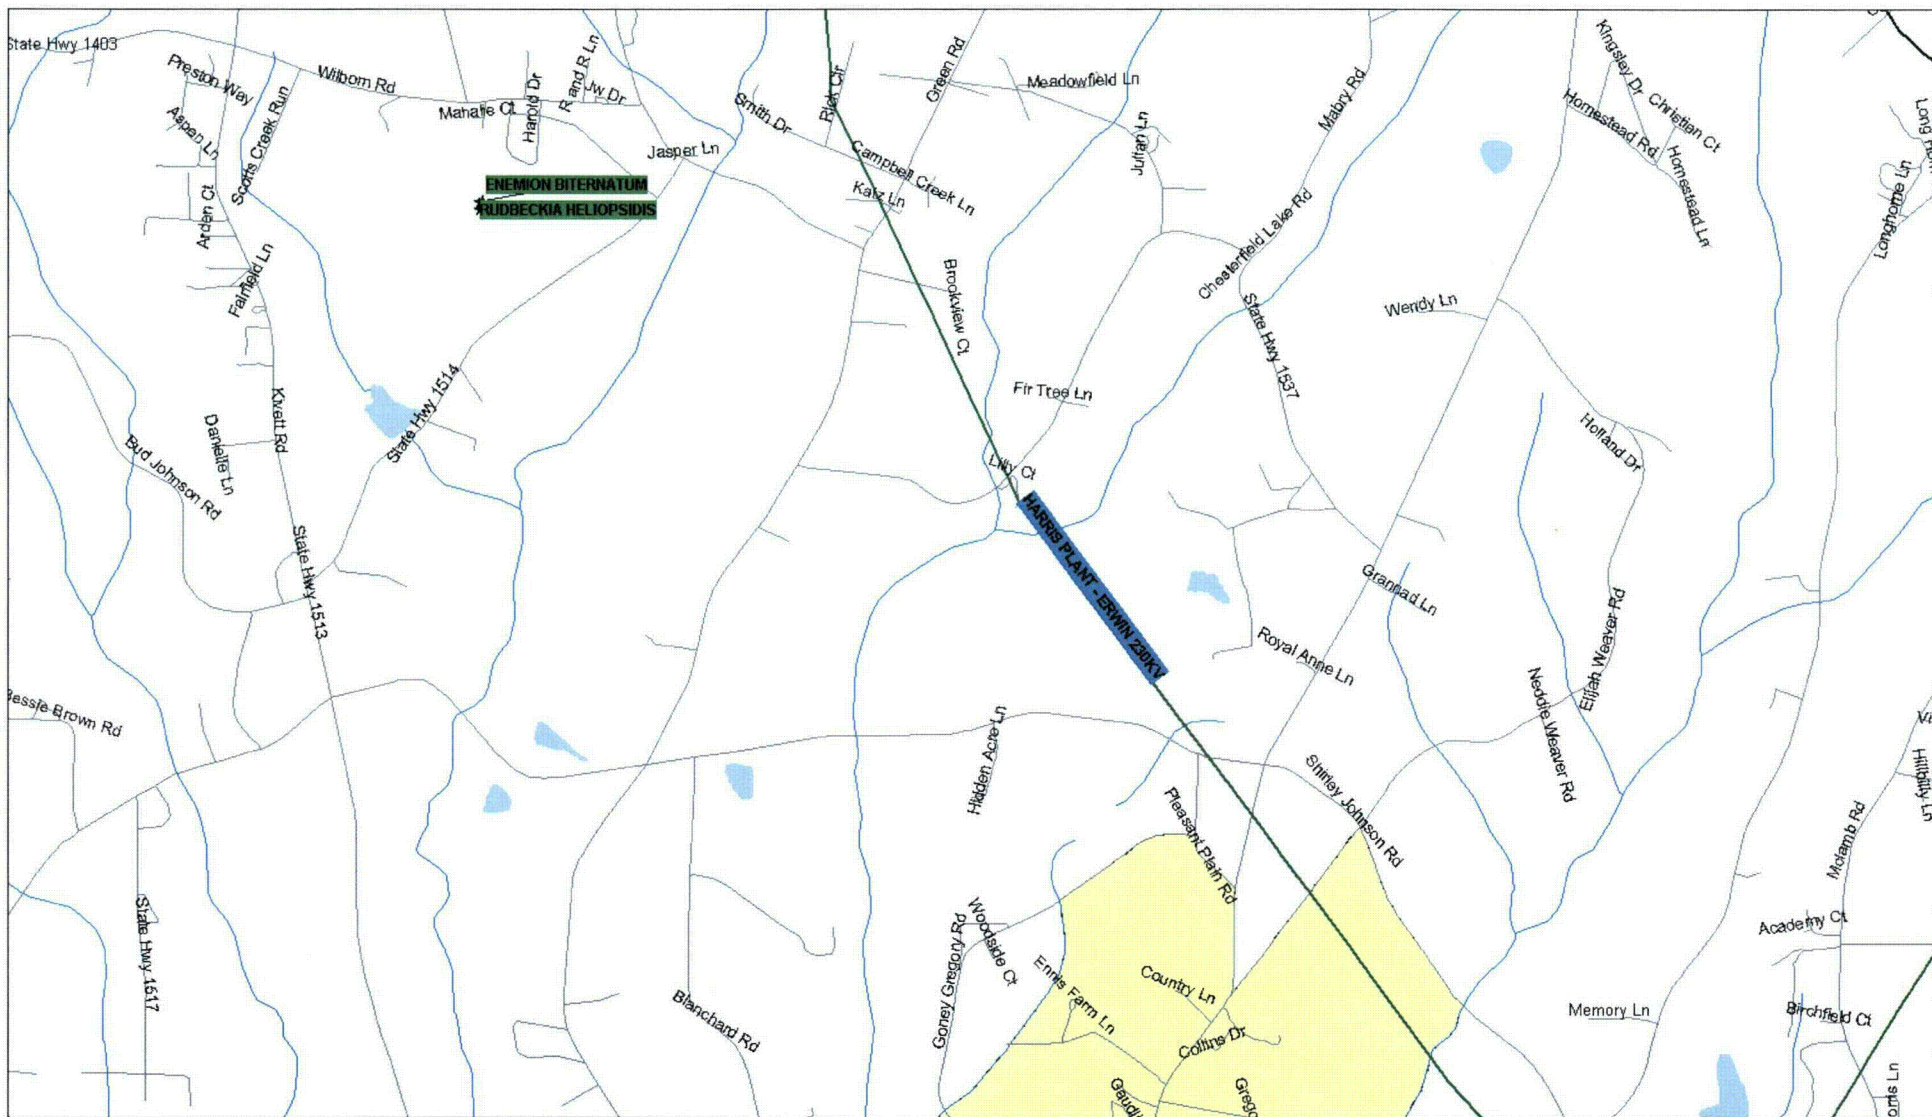 State Hwy 1403
Preston Way
Wilborn Rd
Aspen Ln
Scotts Creek Run
Mahalie Ct
Harold Dr
R and R Ln
Jw Dr
Jasper Ln
Smith Dr
Rick Cir
Green Rd
Meadowfield Ln
Julian Ln
Mabry Rd
Kingsley Dr
Christien Ct
Homestead Rd
Homestead Ln
Longhorne Ln
Campbell Creek Ln
Katz Ln
ENEMION BITERNATUM
RUDBECKIA HELIOPSIDIS
Arden Ct
Fairfield Ln
Brookview Ct
Chesterfield Lake Rd
State Hwy 1537
Wendy Ln
Fir Tree Ln
State Hwy 1514
Kivett Rd
Danielle Ln
Bud Johnson Rd
Lilly Ct
Holland Dr
HARRIS PLANT - ERWIN 230KV
State Hwy 1513
Grannad Ln
Royal Anne Ln
Elijah Weaver Rd
Neddie Weaver Rd
Bessie Brown Rd
Hidden Acre Ln
Shirley Johnson Rd
Pleasant Plain Rd
Hillbilly Ln
Mclamb Rd
State Hwy 1517
Goney Gregory Rd
Woodside Ct
Ennis Farm Ln
Country Ln
Collins Dr
Blanchard Rd
Academy Ct
Memory Ln
Birchfield Ct